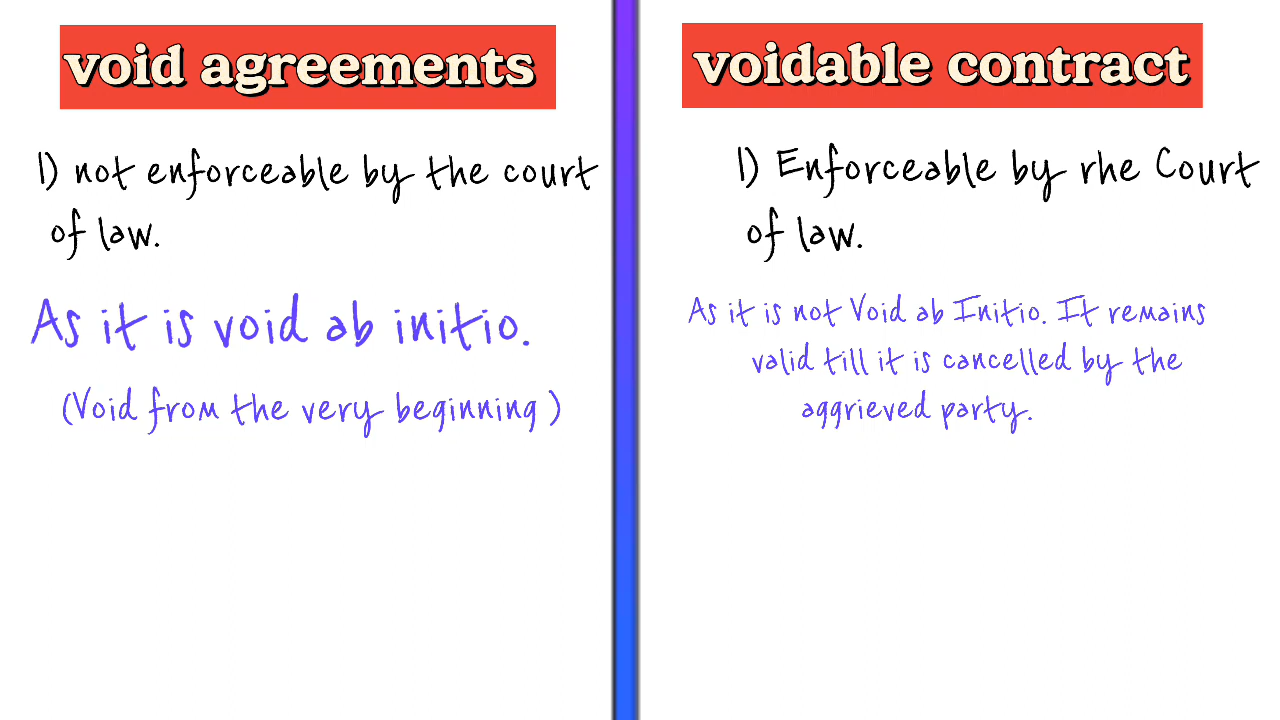 void agreements
1) not enforceable by the court
of law.
As it is void ab initio.
(Void from the very beginning )
voidable contract
1) Enforceable by rhe Court
of law.
As it is not Void ab Initio. It remains
valid till it is cancelled by the
aggrieved party.